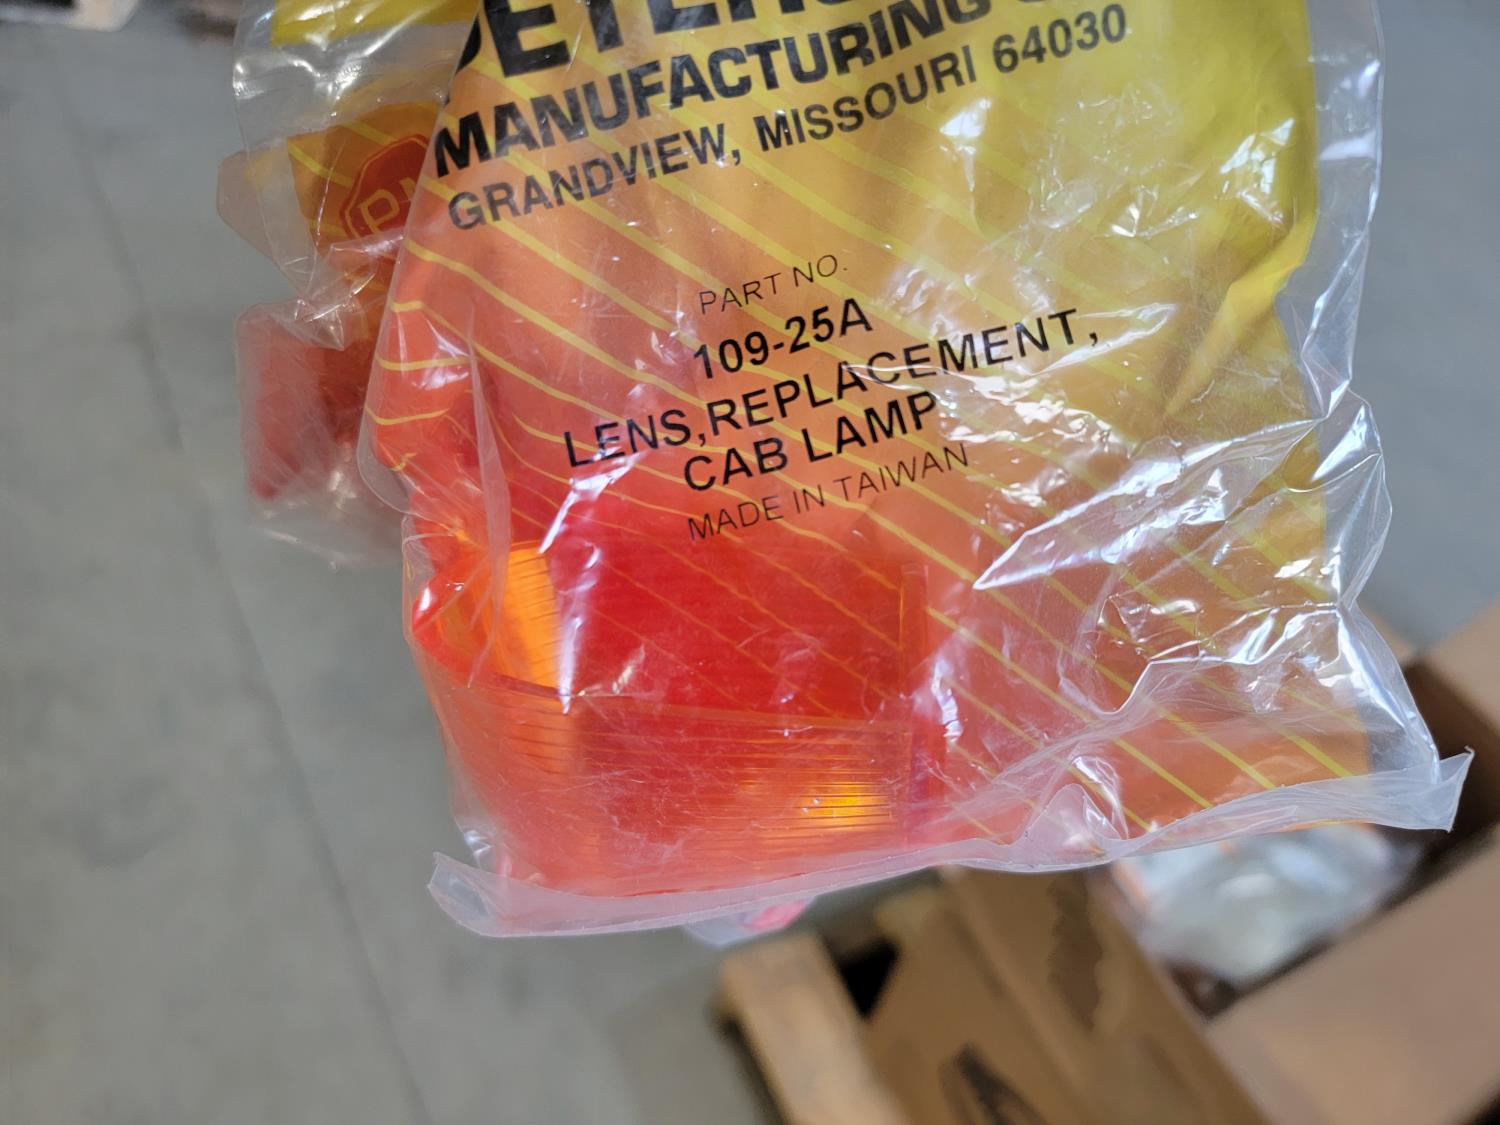 MANUFACTURING
GRANDVIEW, MISSOURI 64030
PART NO.
109-25A
LENS,REPLACEMENT,
CAB LAMP
MADE IN TAIWAN